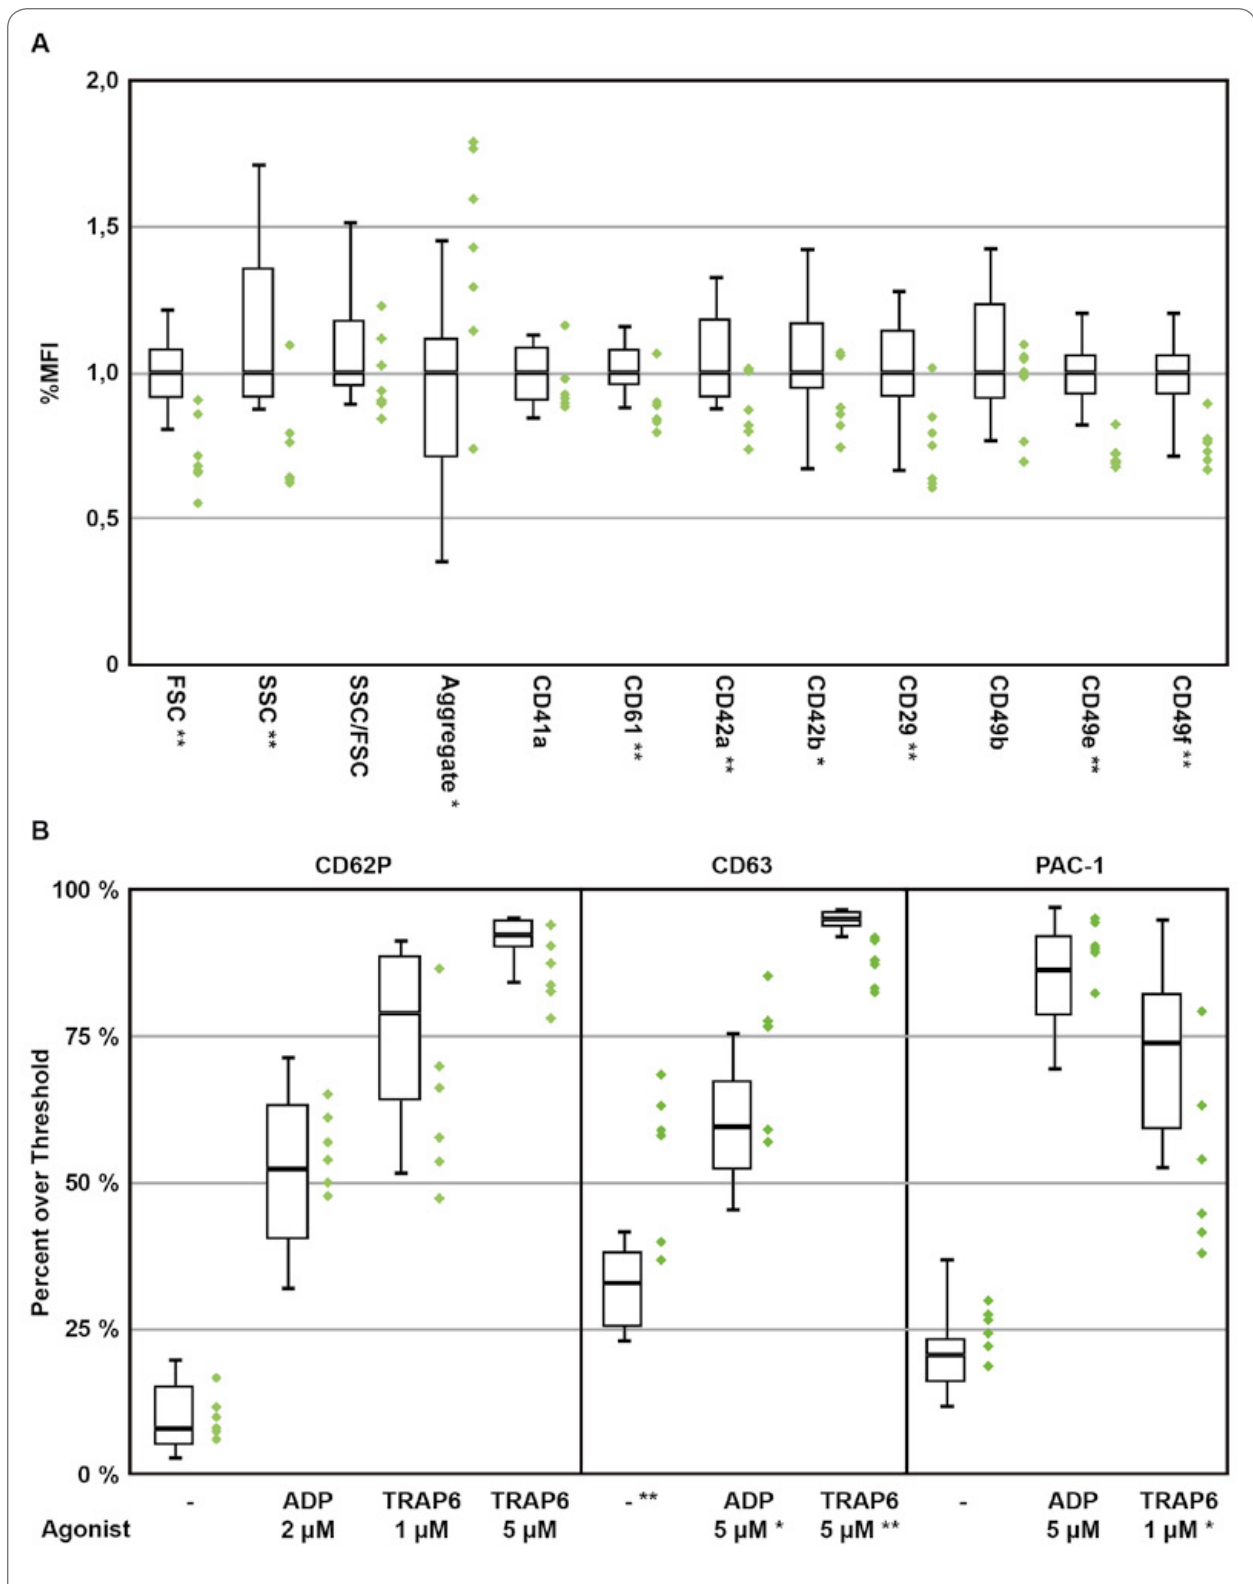 A
2,0
1,5
1,0
0,5
0
%MFI
FSC **
SSC **
SSC/FSC
Aggregate *
CD41a
CD61 **
CD42a **
CD42b *
CD29 **
CD49b
CD49e **
CD49f **
B
CD62P CD63 PAC-1
100 %
75 %
50 %
25 %
0 %
Percent over Threshold
- ADP TRAP6 TRAP6 - ** ADP TRAP6 - ADP TRAP6
Agonist 2 µM 1 µM 5 µM 5 µM * 5 µM ** 5 µM 1 µM *